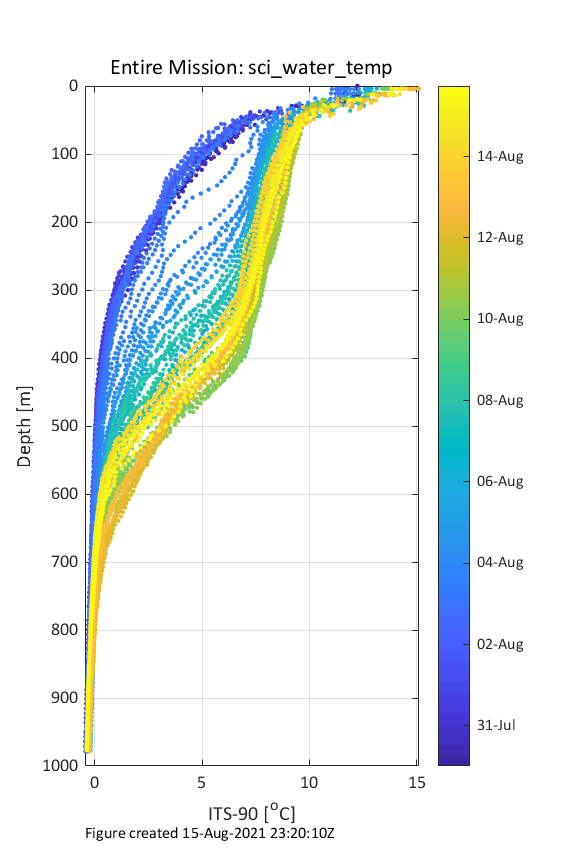 Entire Mission: sci_water_temp
0
100
200
300
400
500
600
700
800
900
1000
Depth [m]
0 5 10 15
ITS-90 [°C]
14-Aug
12-Aug
10-Aug
08-Aug
06-Aug
04-Aug
02-Aug
31-Jul
Figure created 15-Aug-2021 23:20:10Z